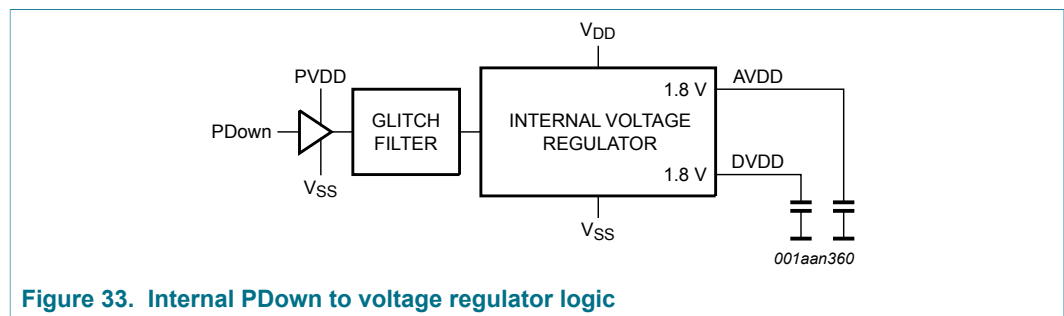 VDD
PVDD
AVDD
1.8 V
PDown
GLITCH
FILTER
INTERNAL VOLTAGE
REGULATOR
DVDD
1.8 V
VSS
VSS
001aan360
Figure 33. Internal PDown to voltage regulator logic